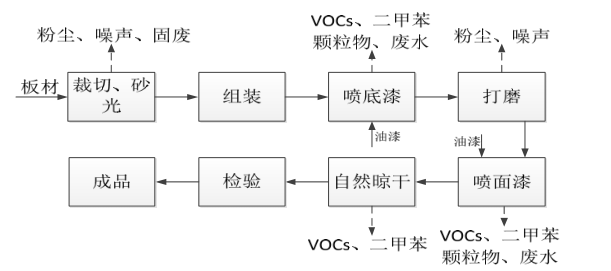 粉尘、噪声、固废
VOCs、二甲苯
颗粒物、废水
粉尘、噪声
板材
裁切、砂
光
组装
喷底漆
打磨
油漆
油漆
成品
检验
自然晾干
喷面漆
VOCs、二甲苯
VOCs、二甲苯
颗粒物、废水